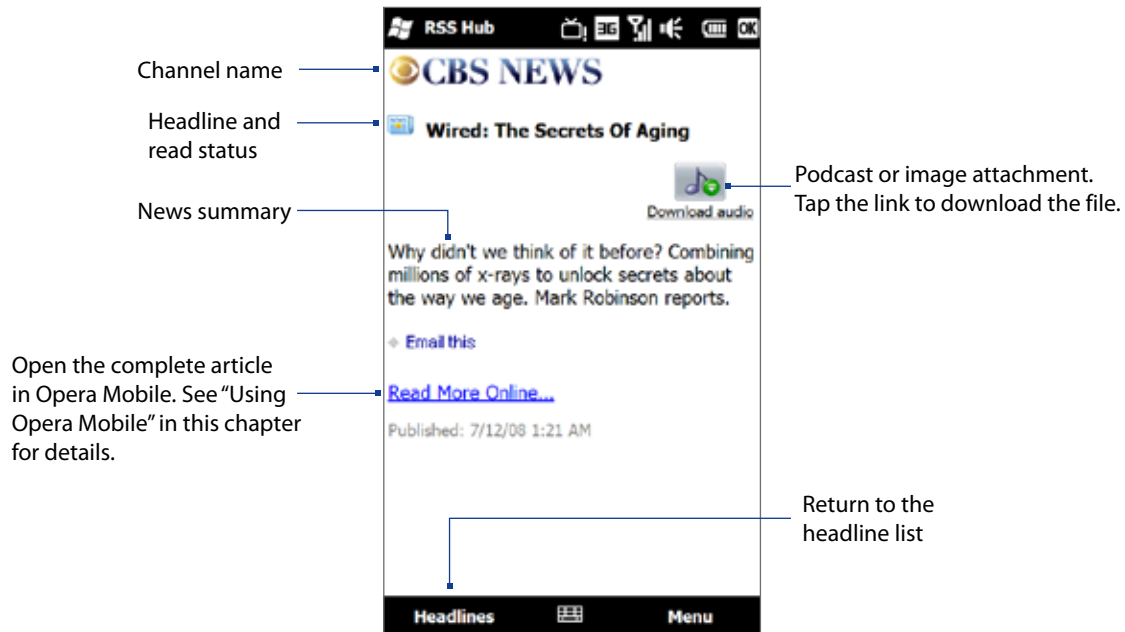 RSS Hub
3G
OK
Channel name
CBS NEWS
Headline and
read status
Wired: The Secrets Of Aging
Podcast or image attachment.
Tap the link to download the file.
Download audio
News summary
Why didn't we think of it before? Combining
millions of x-rays to unlock secrets about
the way we age. Mark Robinson reports.
Email this
Open the complete article
in Opera Mobile. See “Using
Opera Mobile” in this chapter
for details.
Read More Online...
Published: 7/12/08 1:21 AM
Return to the
headline list
Headlines
Menu